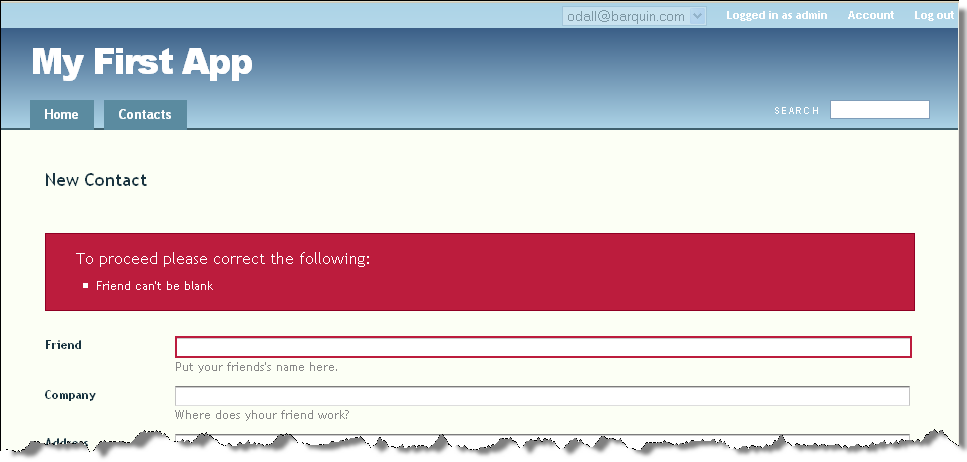 odall@barquin.com Logged in as admin Account Log out
My First App
Home Contacts SEARCH
New Contact
To proceed please correct the following:
Friend can't be blank
Friend
Put your friends's name here.
Company
Where does yhour friend work?
Address